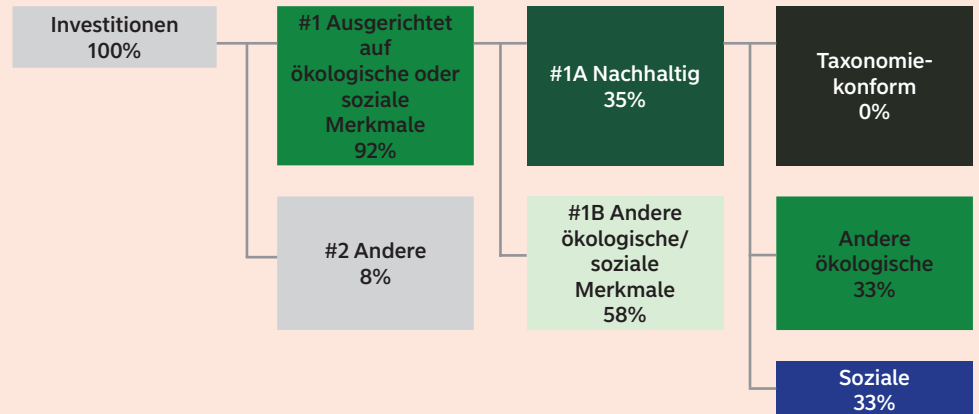 Investitionen
100%
#1 Ausgerichtet
auf
ökologische oder
soziale
Merkmale
92%
#2 Andere
8%
#1A Nachhaltig
35%
#1B Andere
ökologische/
soziale
Merkmale
58%
Taxonomie-
konform
0%
Andere
ökologische
33%
Soziale
33%